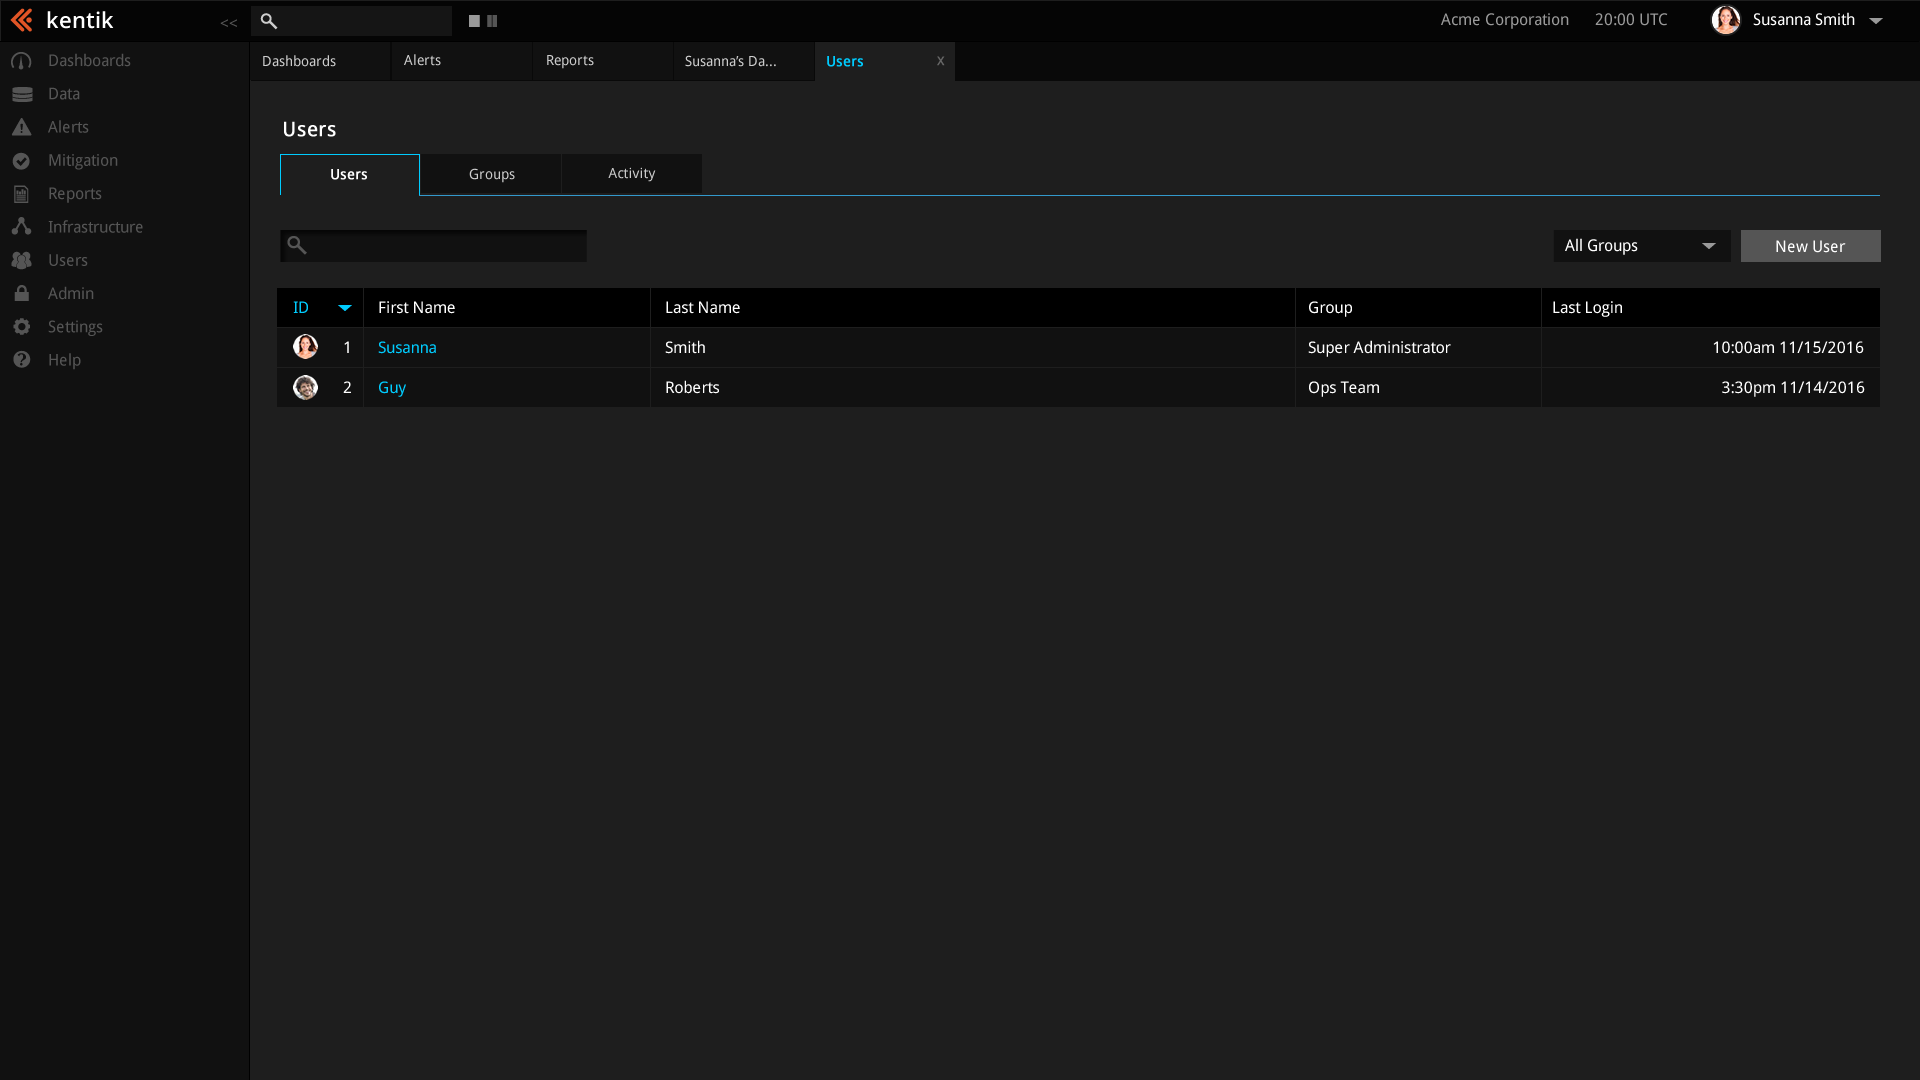 kentik
<<
Acme Corporation 20:00 UTC Susanna Smith
Dashboards
Data
Alerts
Mitigation
Reports
Infrastructure
Users
Admin
Settings
Help
Dashboards Alerts Reports Susanna’s Da... Users X
Users
Users Groups Activity
All Groups New User
ID First Name Last Name Group Last Login
1 Susanna Smith Super Administrator 10:00am 11/15/2016
2 Guy Roberts Ops Team 3:30pm 11/14/2016